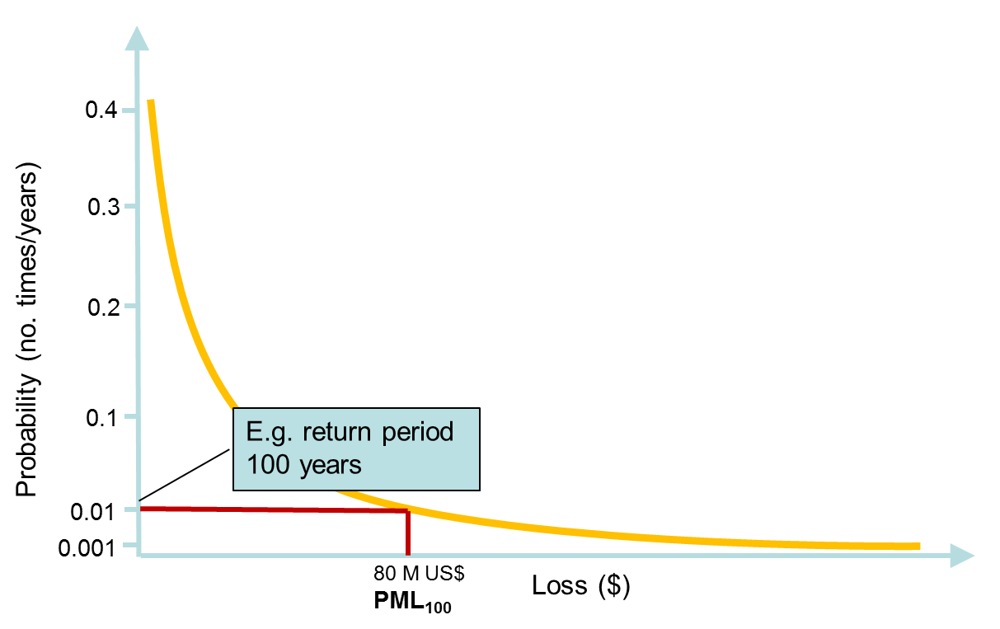 0.4
0.3
0.2
0.1
0.01
0.001
Probability (no. times/years)
E.g. return period
100 years
80 M US$
PML100
Loss ($)